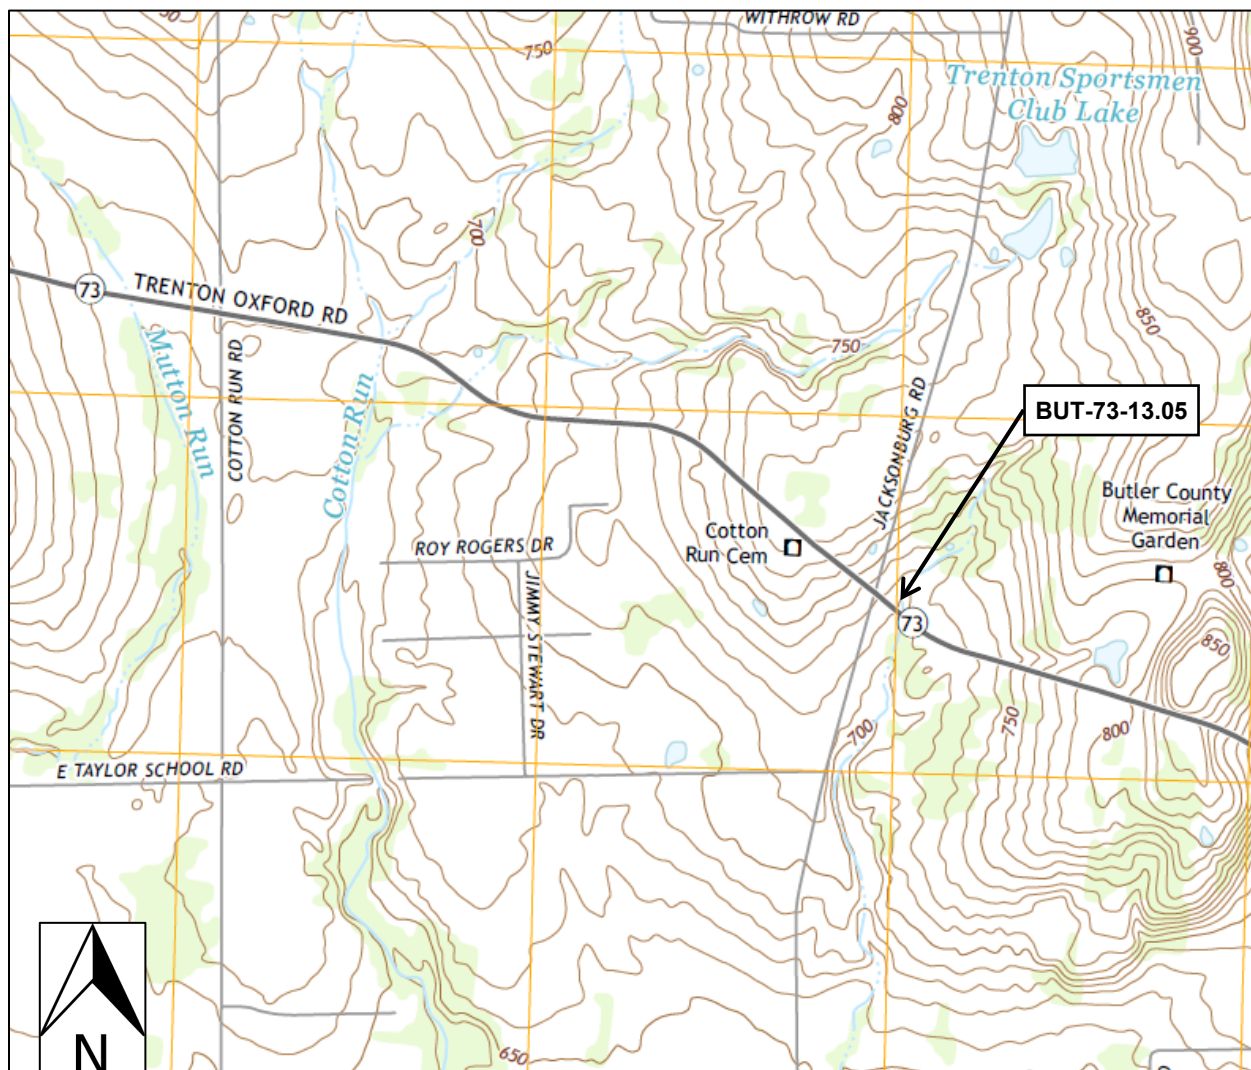 WITHROW RD
50
750
900
Trenton Sportsmen
Club Lake
800
700
73
TRENTON OXFORD RD
850
750
Mutton Run
COTTON RUN RD
Cotton Run
JACKSONBURG RD
BUT-73-13.05
Butler County
Memorial
Garden
Cotton
Run Cem
ROY ROGERS DR
JIMMY STEWART DR
800
73
850
750
700
800
E TAYLOR SCHOOL RD
N
650